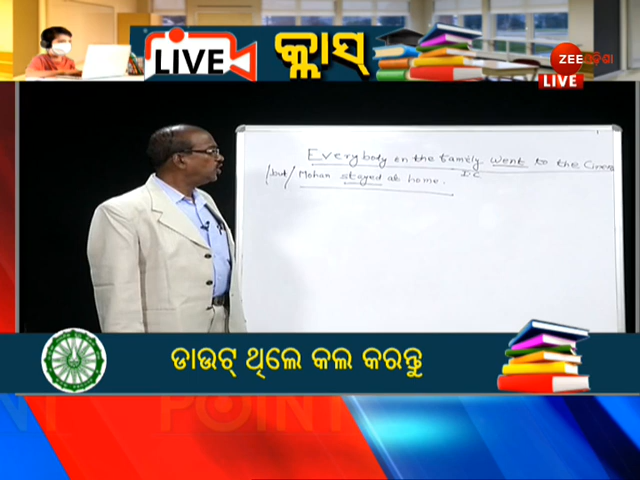 LIVE କ୍ଲାସ୍
ZEE ଓଡ଼ିଶା
LIVE
Everybody in the family went to the Cinema
I.C
/but/ Mohan stayed at home.
ଡାଉଟ୍ ଥିଲେ କଲ କରନ୍ତୁ
POINT